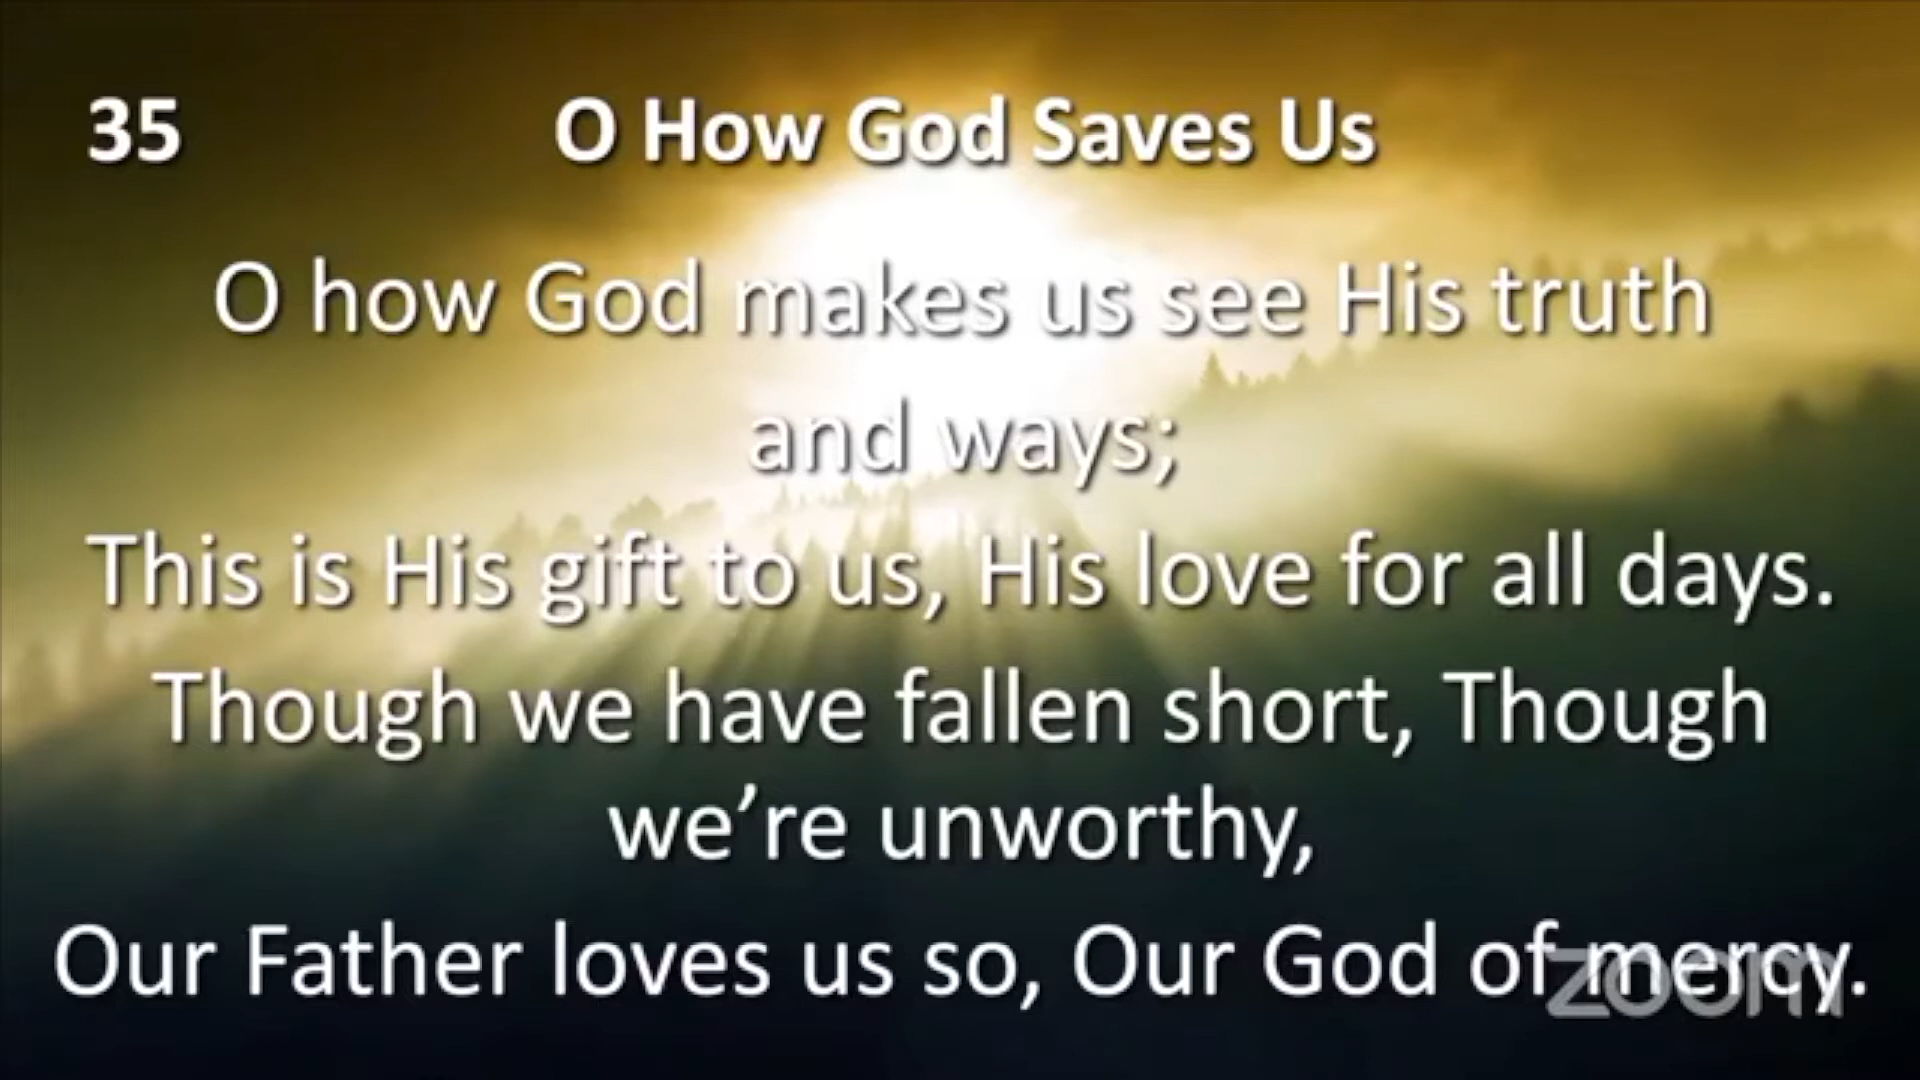 35 O How God Saves Us
O how God makes us see His truth
and ways;
This is His gift to us, His love for all days.
Though we have fallen short, Though
we’re unworthy,
Our Father loves us so, Our God of mercy.
zoom